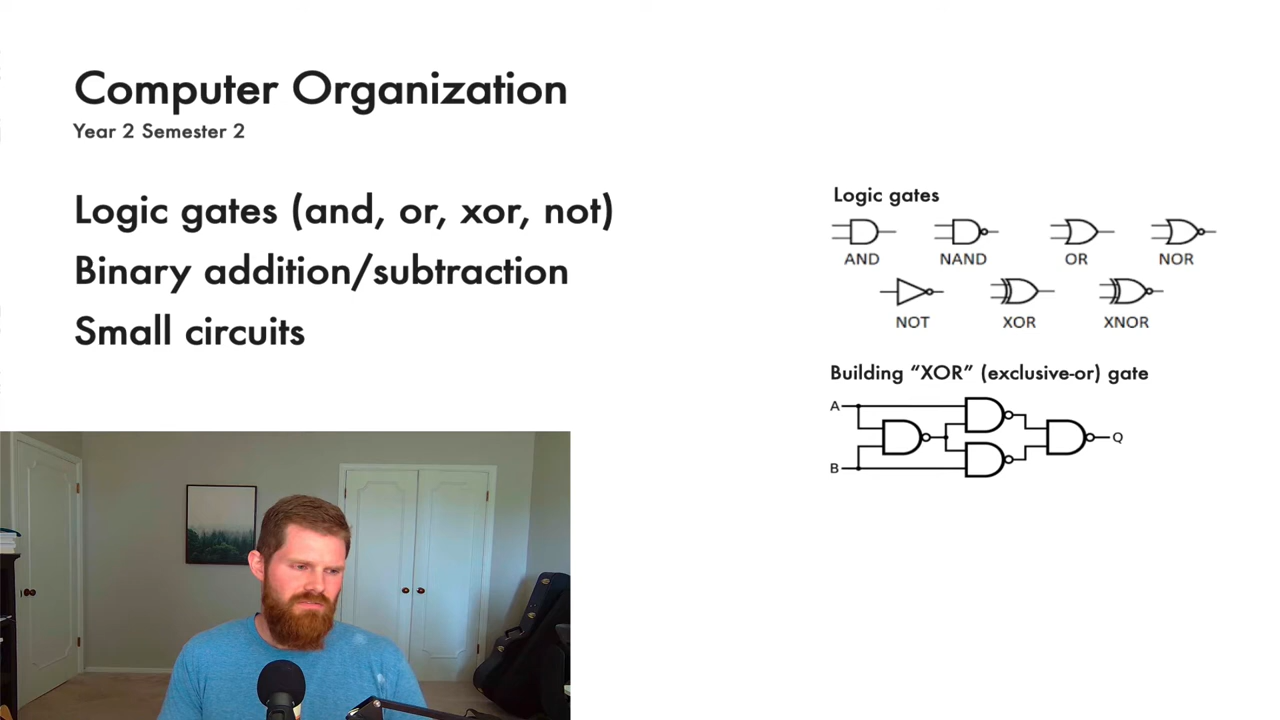 Computer Organization
Year 2 Semester 2
Logic gates (and, or, xor, not)
Binary addition/subtraction
Small circuits
Logic gates
AND NAND OR NOR
NOT XOR XNOR
Building “XOR” (exclusive-or) gate
A
Q
B